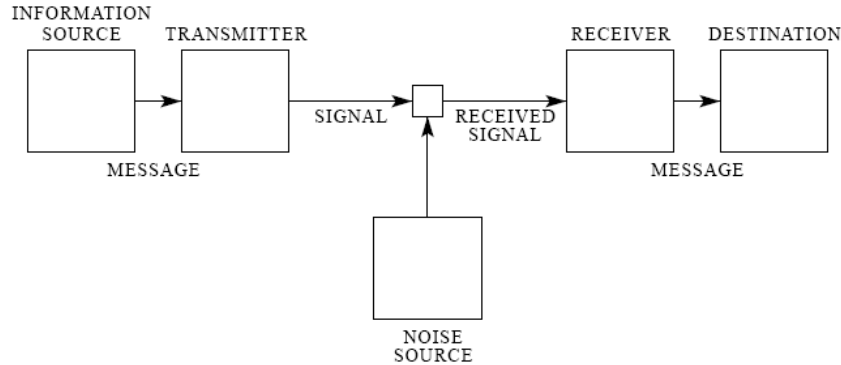 INFORMATION
SOURCE
TRANSMITTER
RECEIVER
DESTINATION
SIGNAL
RECEIVED
SIGNAL
MESSAGE
MESSAGE
NOISE
SOURCE